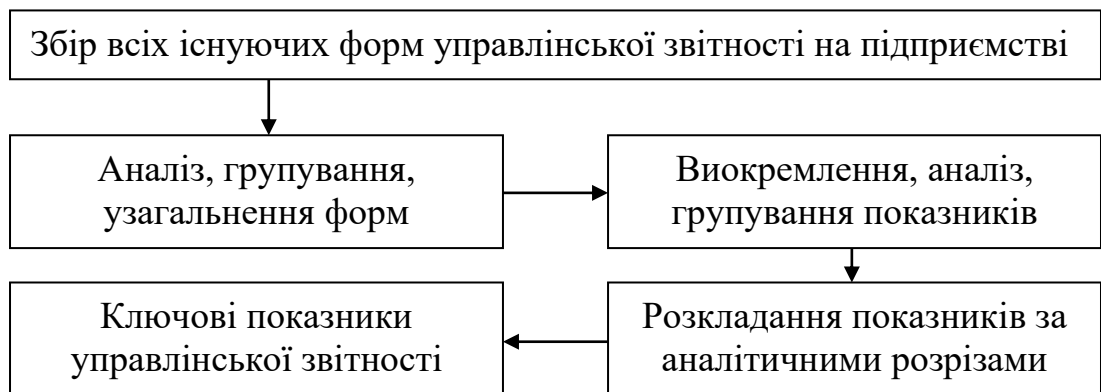 Збір всіх існуючих форм управлінської звітності на підприємстві
Аналіз, групування,
узагальнення форм
Виокремлення, аналіз,
групування показників
Ключові показники
управлінської звітності
Розкладання показників за
аналітичними розрізами